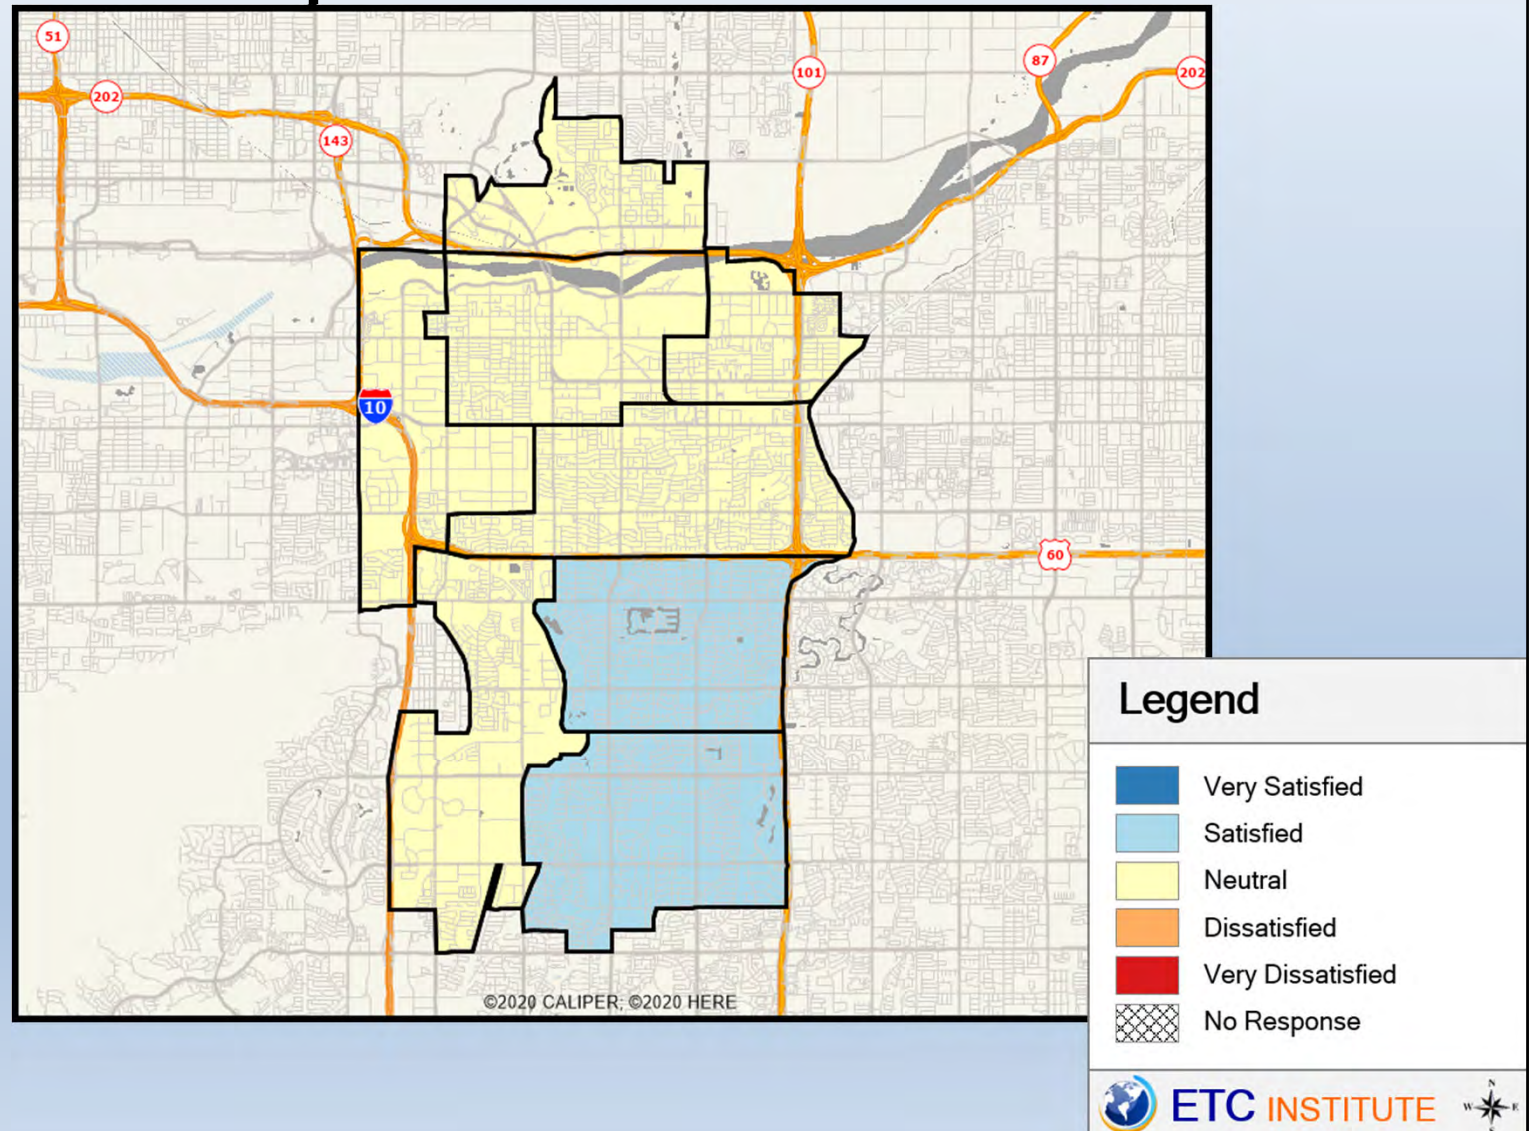 51
202
143
101
87
202
10
60
©2020 CALIPER; ©2020 HERE
Legend
Very Satisfied
Satisfied
Neutral
Dissatisfied
Very Dissatisfied
No Response
ETC INSTITUTE
N
W E
S